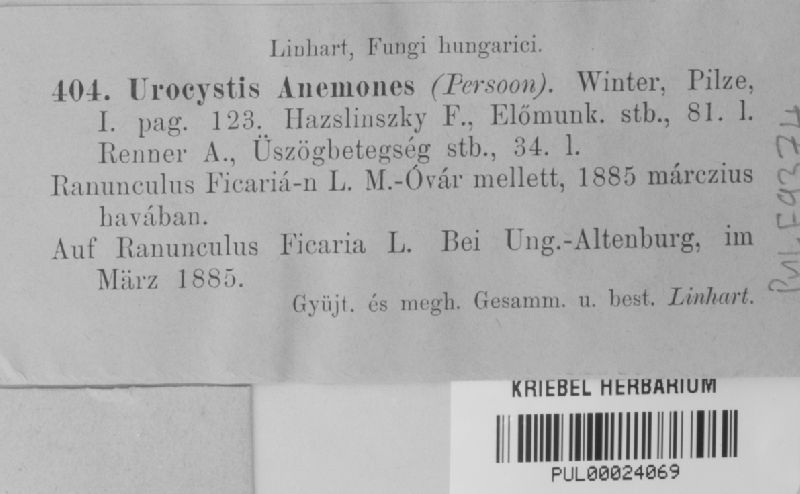 Linhart, Fungi hungarici.
404. Urocystis Anemones (Persoon). Winter, Pilze,
I. pag. 123. Hazslinszky F., Előmunk. stb., 81. l.
Renner A., Üszögbetegség stb., 34. l.
Ranunculus Ficariá-n L. M.-Óvár mellett, 1885 márczius
havában.
Auf Ranunculus Ficaria L. Bei Ung.-Altenburg, im
März 1885.
Gyüjt. és megh. Gesamm. u. best. Linhart.
PUL F9374
KRIEBEL HERBARIUM
PUL00024069